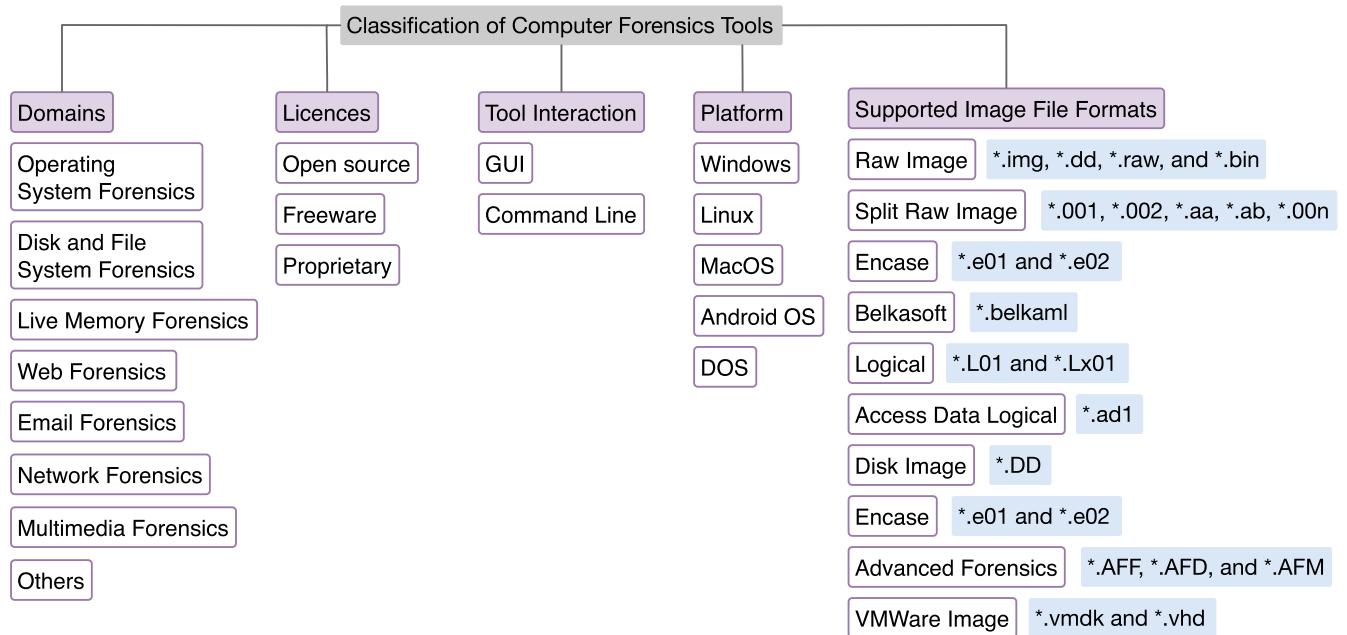 Classification of Computer Forensics Tools
Domains
Operating
System Forensics
Disk and File
System Forensics
Live Memory Forensics
Web Forensics
Email Forensics
Network Forensics
Multimedia Forensics
Others
Licences
Open source
Freeware
Proprietary
Tool Interaction
GUI
Command Line
Platform
Windows
Linux
MacOS
Android OS
DOS
Supported Image File Formats
Raw Image *.img, *.dd, *.raw, and *.bin
Split Raw Image *.001, *.002, *.aa, *.ab, *.00n
Encase *.e01 and *.e02
Belkasoft *.belkaml
Logical *.L01 and *.Lx01
Access Data Logical *.ad1
Disk Image *.DD
Encase *.e01 and *.e02
Advanced Forensics *.AFF, *.AFD, and *.AFM
VMWare Image *.vmdk and *.vhd